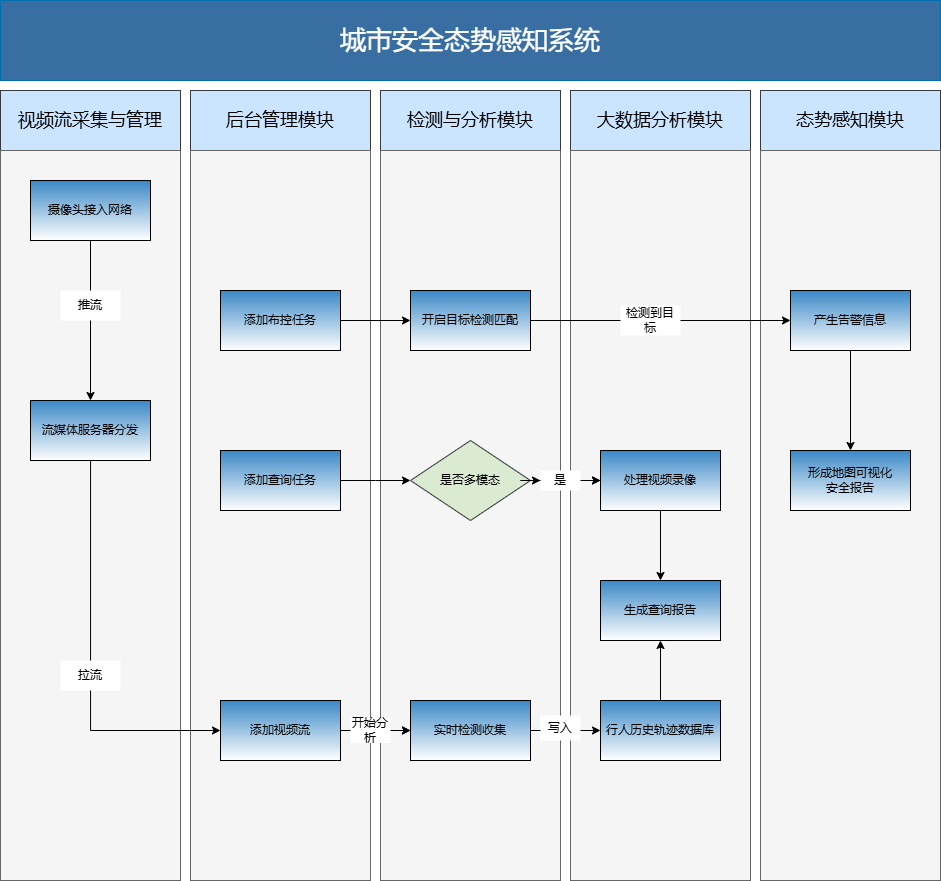 城市安全态势感知系统
视频流采集与管理
后台管理模块
检测与分析模块
大数据分析模块
态势感知模块
摄像头接入网络
推流
添加布控任务
开启目标检测匹配
检测到目
标
产生告警信息
流媒体服务器分发
添加查询任务
是否多模态
是
处理视频录像
形成地图可视化
安全报告
生成查询报告
拉流
添加视频流
开始分
析
实时检测收集
写入
行人历史轨迹数据库